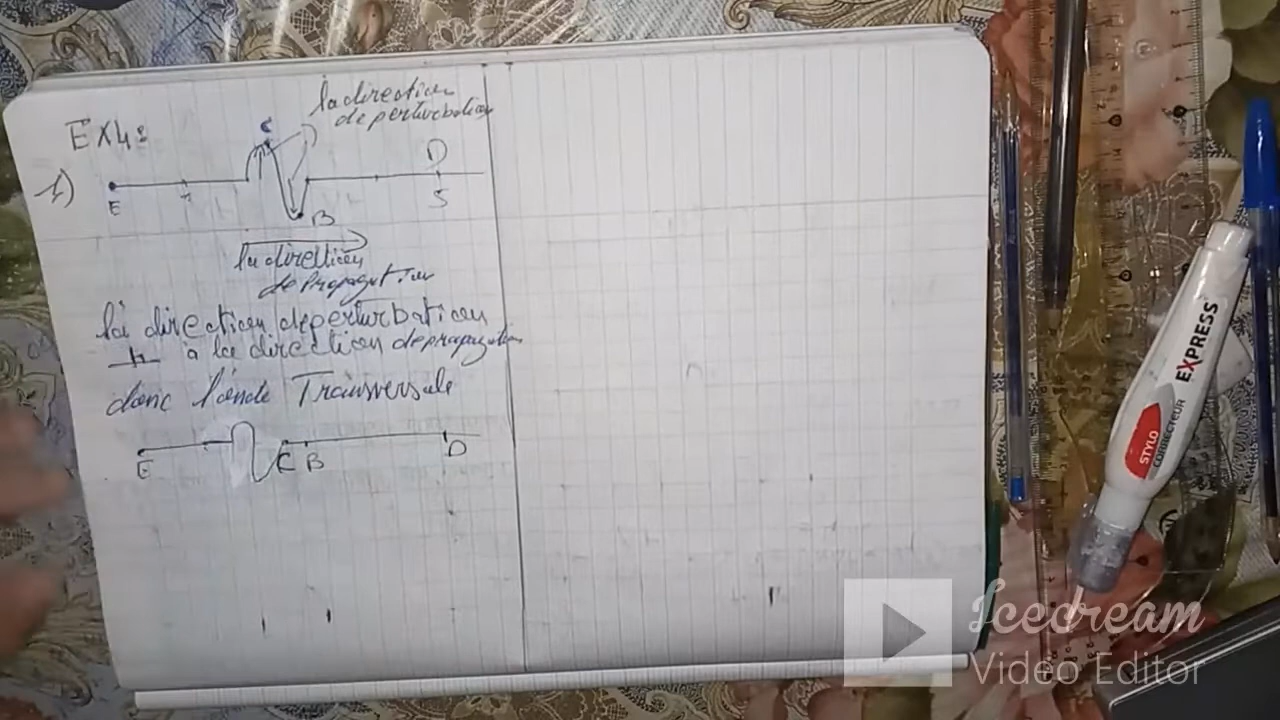 la direction
de perturbation
EX4:
C
1)
D
E
S
B
la direction
de Propagation
la direction de perturbation
à la direction de propagation
donc l'onde Transversale
E C B D
EXPRESS
STYLO
CORRECTEUR
Icecream
Video Editor